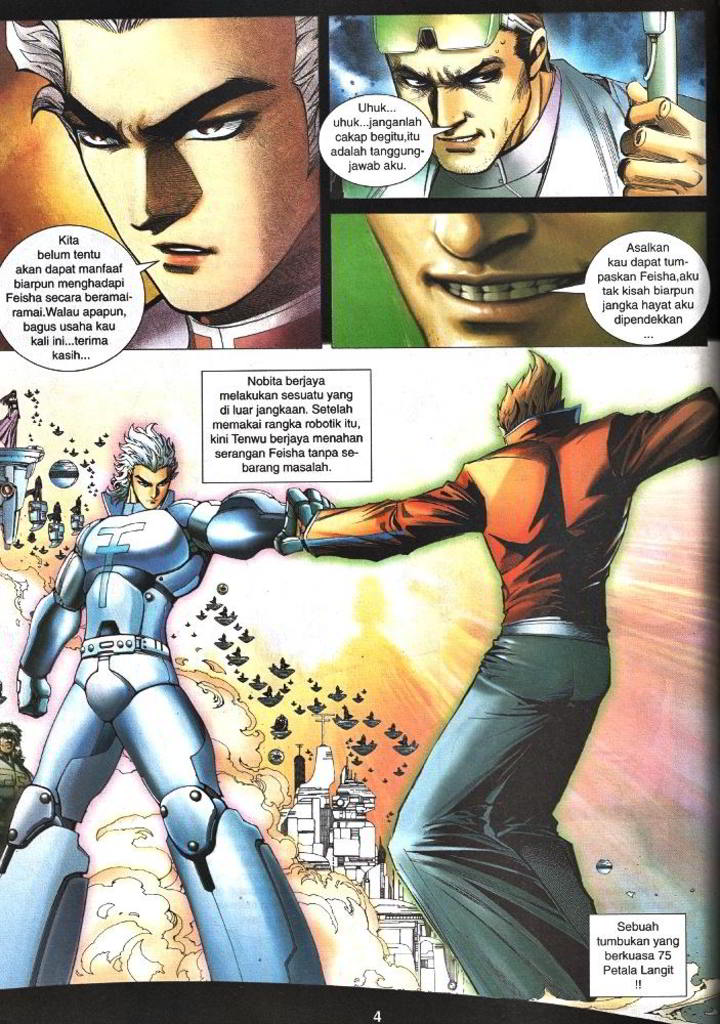 Kita
belum tentu
akan dapat manfaaf
biarpun menghadapi
Feisha secara beramai-
ramai.Walau apapun,
bagus usaha kau
kali ini...terima
kasih...
Uhuk...
uhuk...janganlah
cakap begitu,itu
adalah tanggung-
jawab aku.
Asalkan
kau dapat tum-
paskan Feisha,aku
tak kisah biarpun
jangka hayat aku
dipendekkan
...
Nobita berjaya
melakukan sesuatu yang
di luar jangkaan. Setelah
memakai rangka robotik itu,
kini Tenwu berjaya menahan
serangan Feisha tanpa se-
barang masalah.
Sebuah
tumbukan yang
berkuasa 75
Petala Langit
!!
4